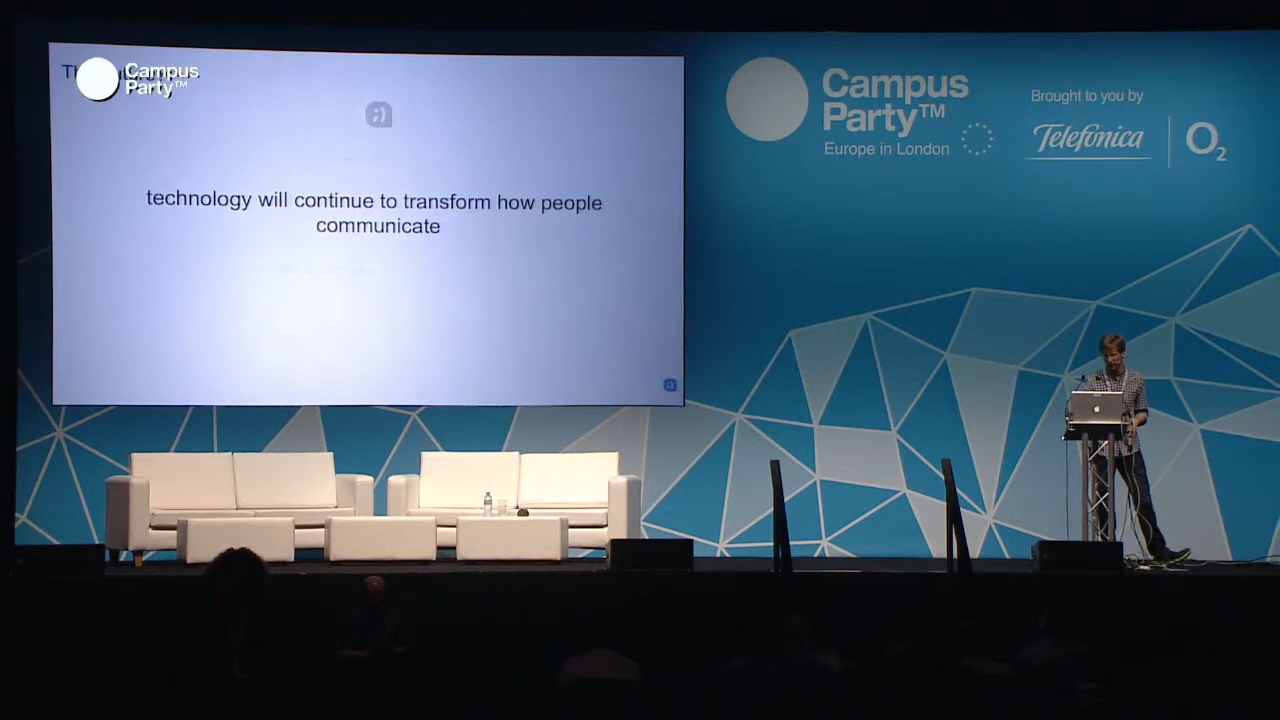 Campus
Party™
technology will continue to transform how people
communicate
Campus
Party™
Europe in London
Brought to you by
Telefónica
O2